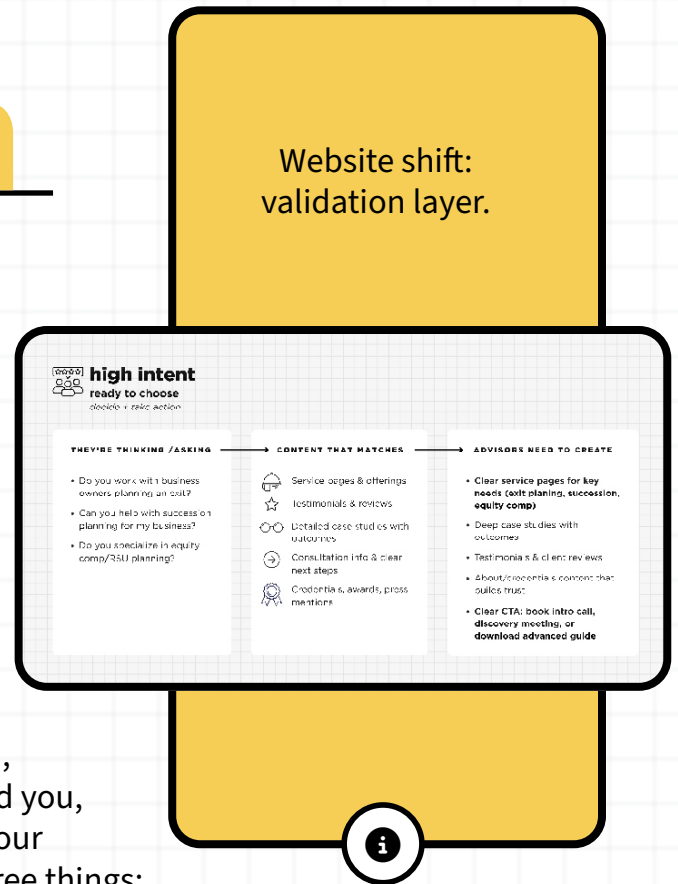 Website shift:
validation layer.
high intent
ready to choose
decide + take action
THEY'RE THINKING /ASKING
CONTENT THAT MATCHES
ADVISORS NEED TO CREATE
• Do you work with business
owners planning an exit?
• Can you help with succession
planning for my business?
• Do you specialize in equity
comp/RSU planning?
Service pages & offerings
Testimonials & reviews
Detailed case studies with
outcomes
Consultation info & clear
next steps
Credentials, awards, press
mentions
• Clear service pages for key
needs (exit planing, succession,
equity comp)
• Deep case studies with
outcomes
• Testimonials & client reviews
• About/credentials content that
builds trust
• Clear CTA: book intro call,
discovery meeting, or
download advanced guide
you,
things: